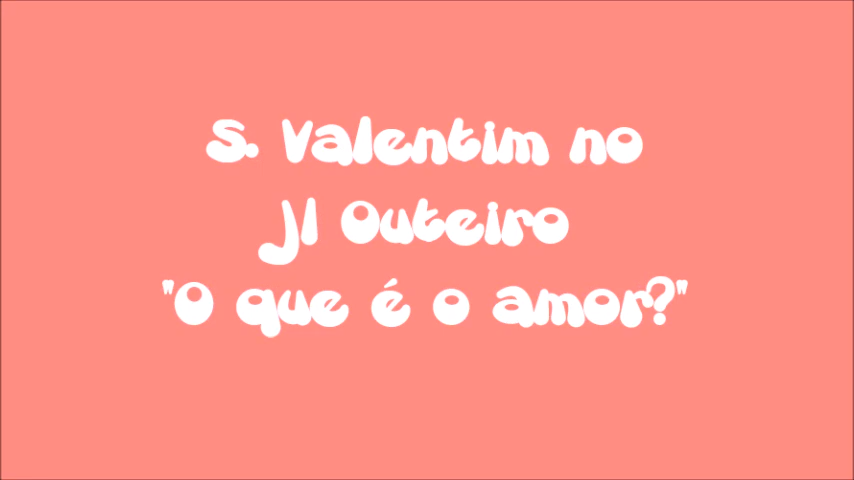 S. Valentim no
JI Outeiro
"O que é o amor?"